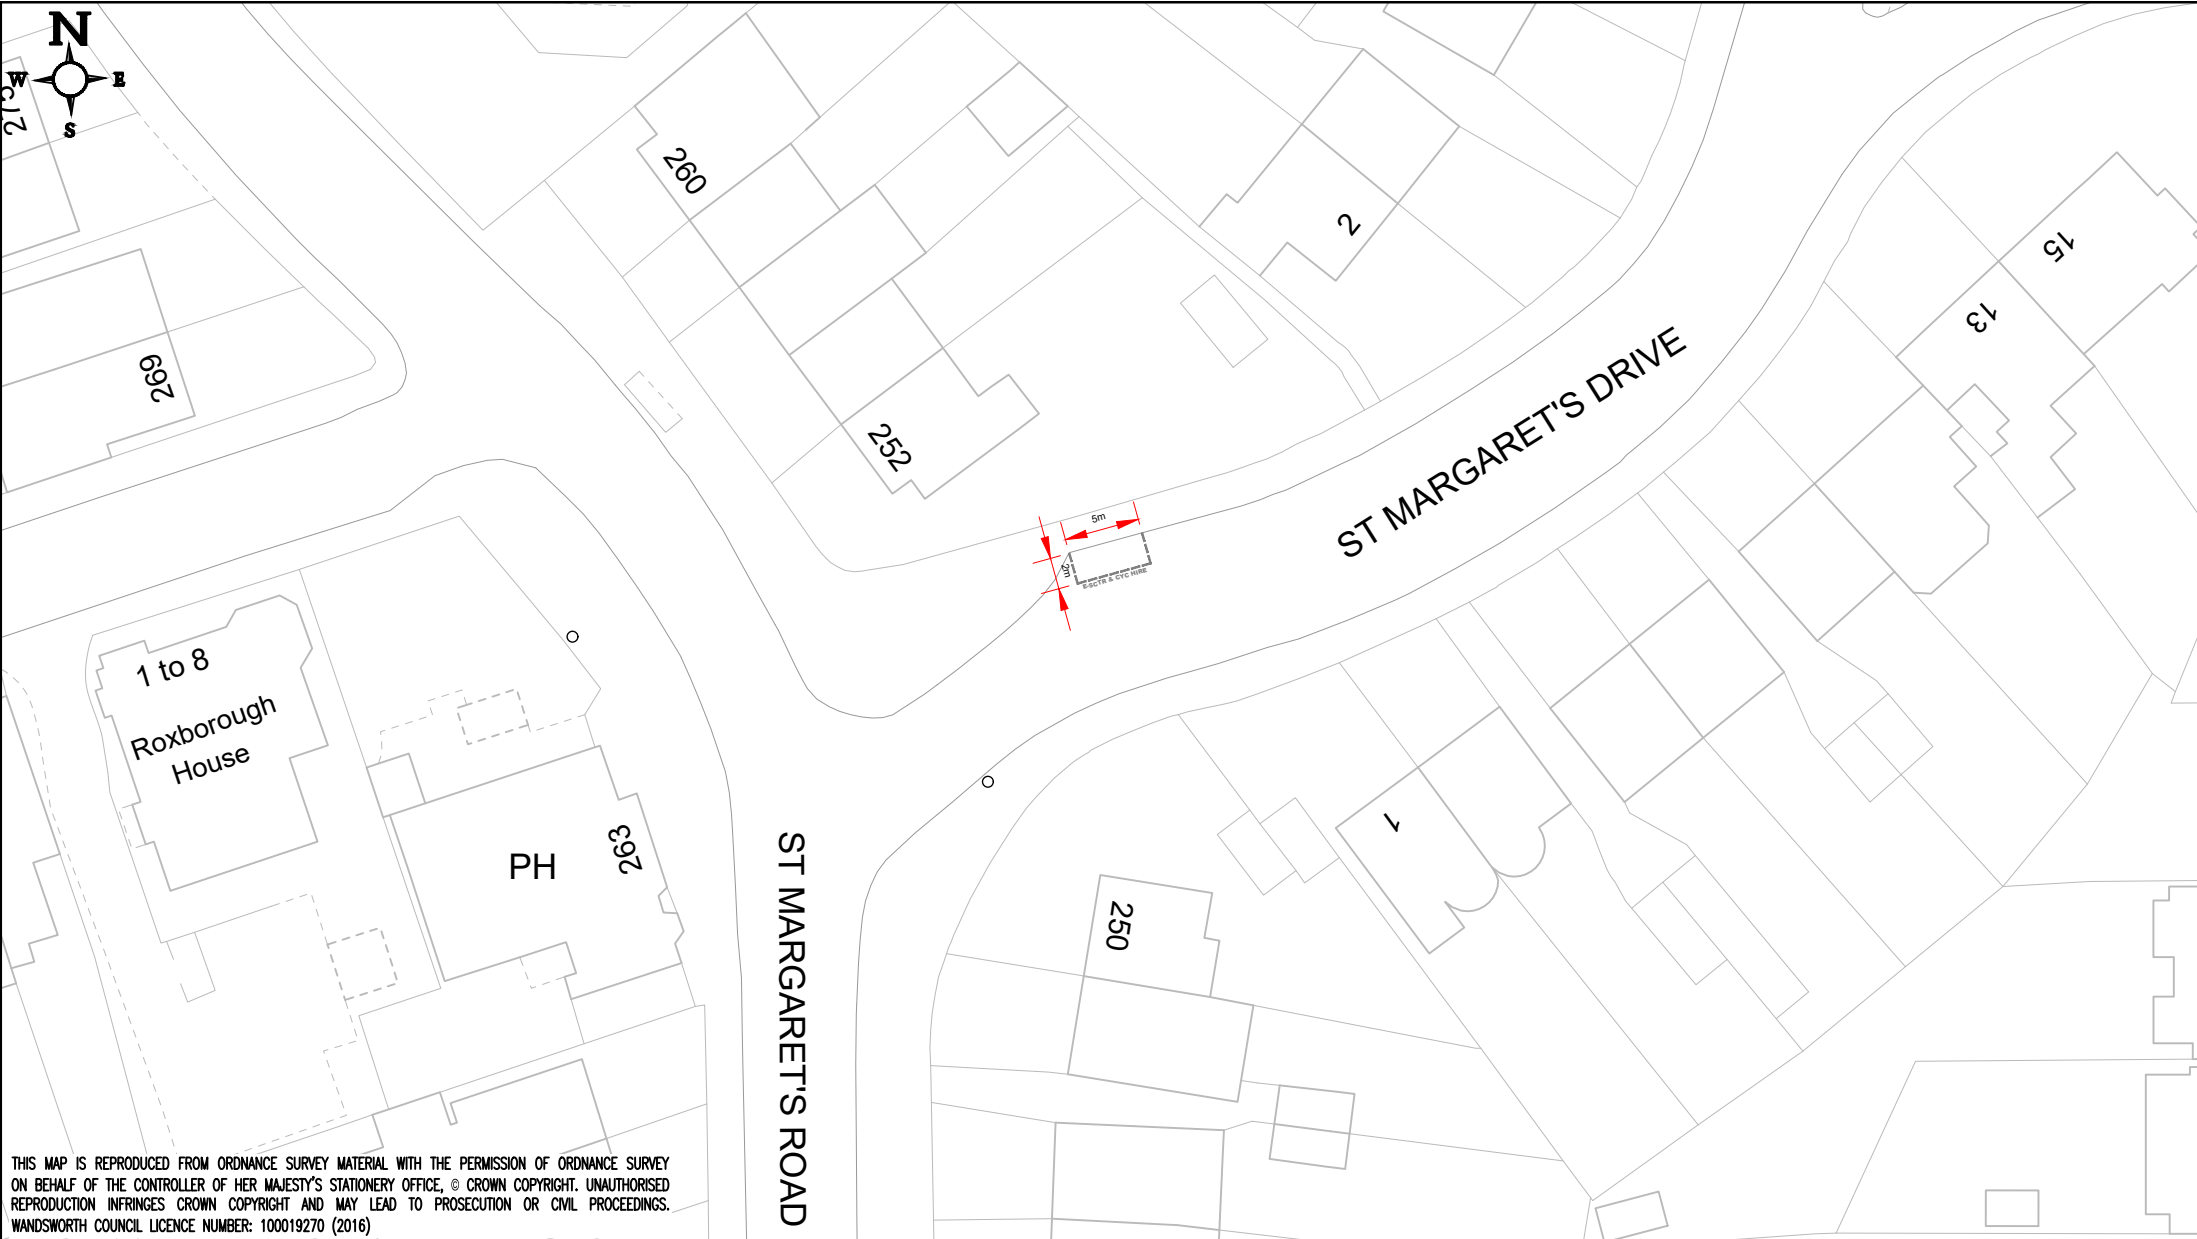 N
W E
S
275
260
2
15
13
269
252
ST MARGARET'S DRIVE
5m
2m
E-SCTR & CYC HIRE
1 to 8
Roxborough
House
PH
263
1
250
ST MARGARET'S ROAD
THIS MAP IS REPRODUCED FROM ORDNANCE SURVEY MATERIAL WITH THE PERMISSION OF ORDNANCE SURVEY
ON BEHALF OF THE CONTROLLER OF HER MAJESTY'S STATIONERY OFFICE, © CROWN COPYRIGHT. UNAUTHORISED
REPRODUCTION INFRINGES CROWN COPYRIGHT AND MAY LEAD TO PROSECUTION OR CIVIL PROCEEDINGS.
WANDSWORTH COUNCIL LICENCE NUMBER: 100019270 (2016)